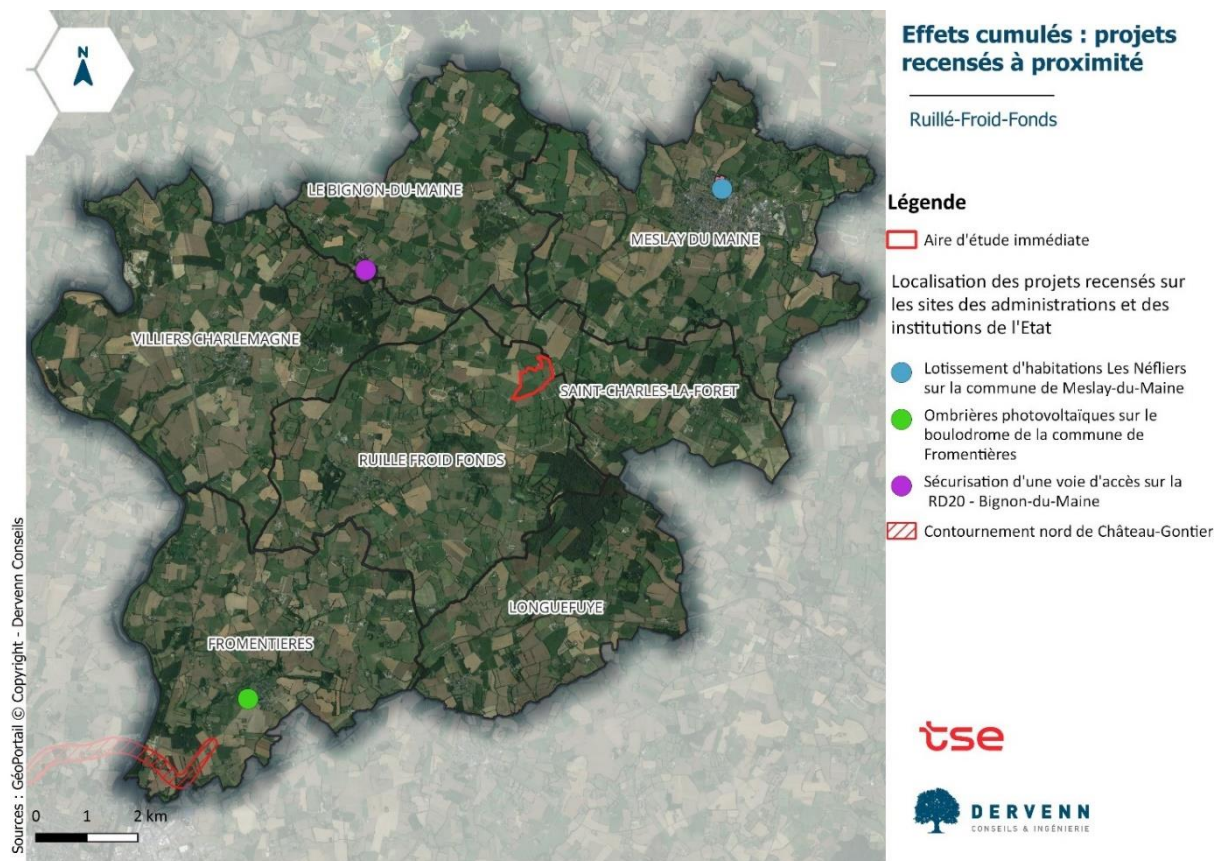 N
Effets cumulés : projets
recensés à proximité
Ruillé-Froid-Fonds
LE BIGNON-DU-MAINE
MESLAY DU MAINE
VILLIERS CHARLEMAGNE
SAINT-CHARLES-LA-FORET
RUILLE FROID FONDS
LONGUEFUYE
FROMENTIERES
0 1 2 km
Sources : GéoPortail © Copyright - Dervenn Conseils
Légende
Aire d'étude immédiate
Localisation des projets recensés sur
les sites des administrations et des
institutions de l'Etat
Lotissement d'habitations Les Néfliers
sur la commune de Meslay-du-Maine
Ombrières photovoltaïques sur le
boulodrome de la commune de
Fromentières
Sécurisation d'une voie d'accès sur la
RD20 - Bignon-du-Maine
Contournement nord de Château-Gontier
tse
DERVENN
CONSEILS & INGÉNIERIE